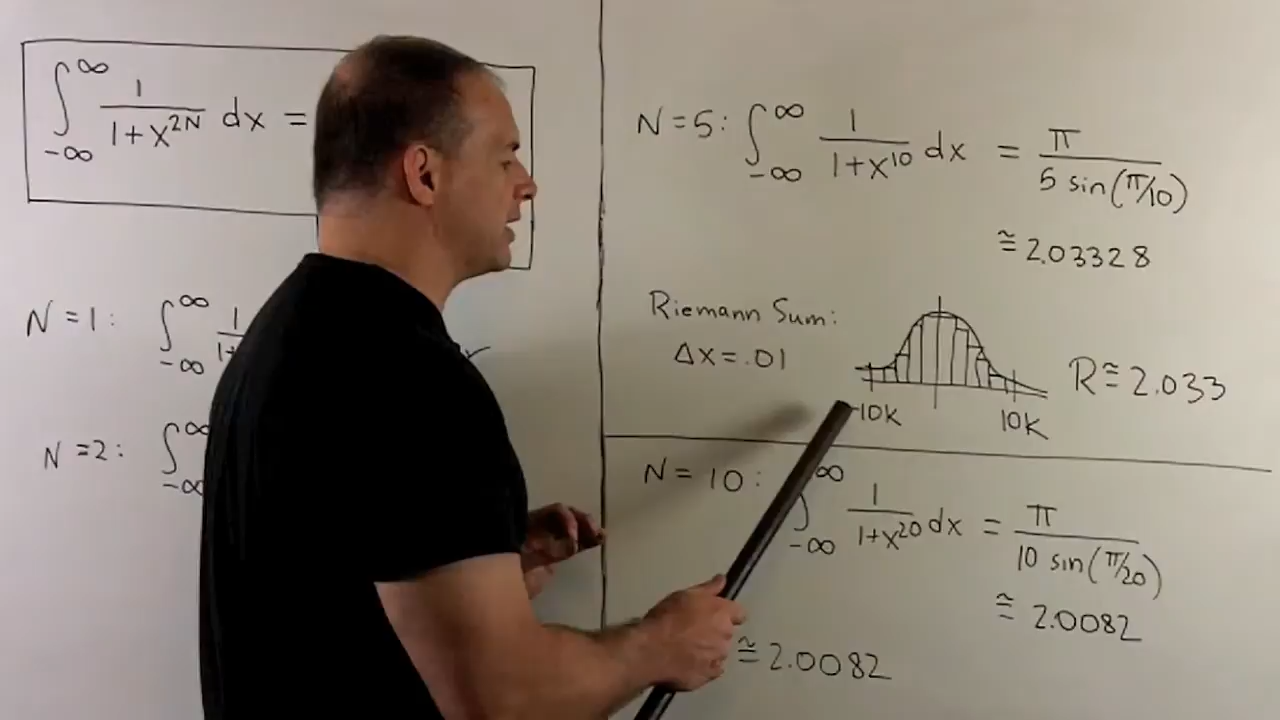 ∫_{-∞}^{∞} 1/(1+x^{2N}) dx =
N=1: ∫_{-∞}^{∞} 1/1+
N=2: ∫_{-∞}^{∞}
N=5: ∫_{-∞}^{∞} 1/(1+x^{10}) dx = π/(5 sin(π/10))
≅ 2.03328
Riemann Sum:
Δx=.01
-10K 10K
R≅2.033
N=10: ∫_{-∞}^{∞} 1/(1+x^{20}) dx = π/(10 sin(π/20))
≅ 2.0082
≅2.0082